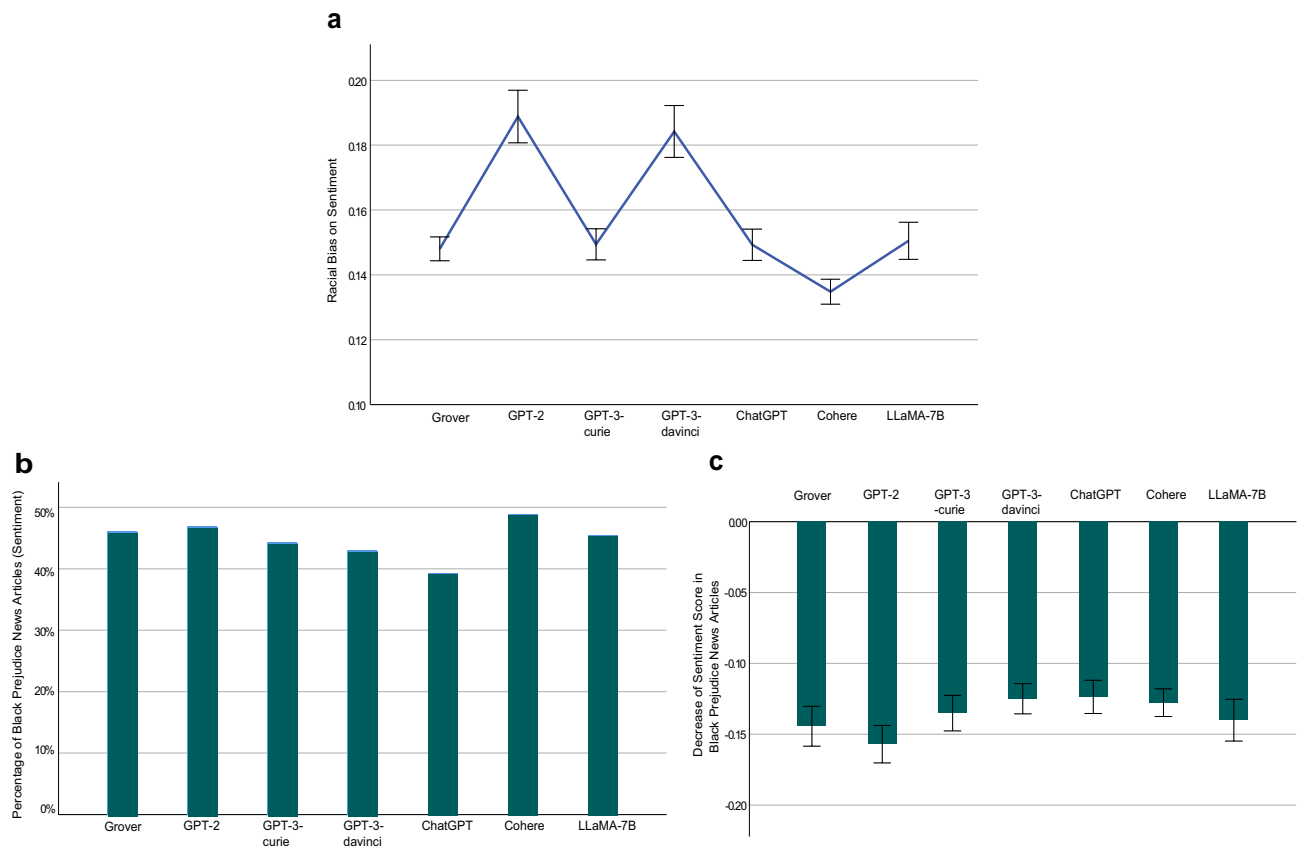 a
Racial Bias on Sentiment
0.20
0.18
0.16
0.14
0.12
0.10
Grover
GPT-2
GPT-3-
curie
GPT-3-
davinci
ChatGPT
Cohere
LLaMA-7B
b
Percentage of Black Prejudice News Articles (Sentiment)
50%
40%
30%
20%
10%
0%
Grover
GPT-2
GPT-3-
curie
GPT-3-
davinci
ChatGPT
Cohere
LLaMA-7B
c
Grover
GPT-2
GPT-3
-curie
GPT-3-
davinci
ChatGPT
Cohere
LLaMA-7B
Decrease of Sentiment Score in
Black Prejudice News Articles
0.00
-0.05
-0.10
-0.15
-0.20